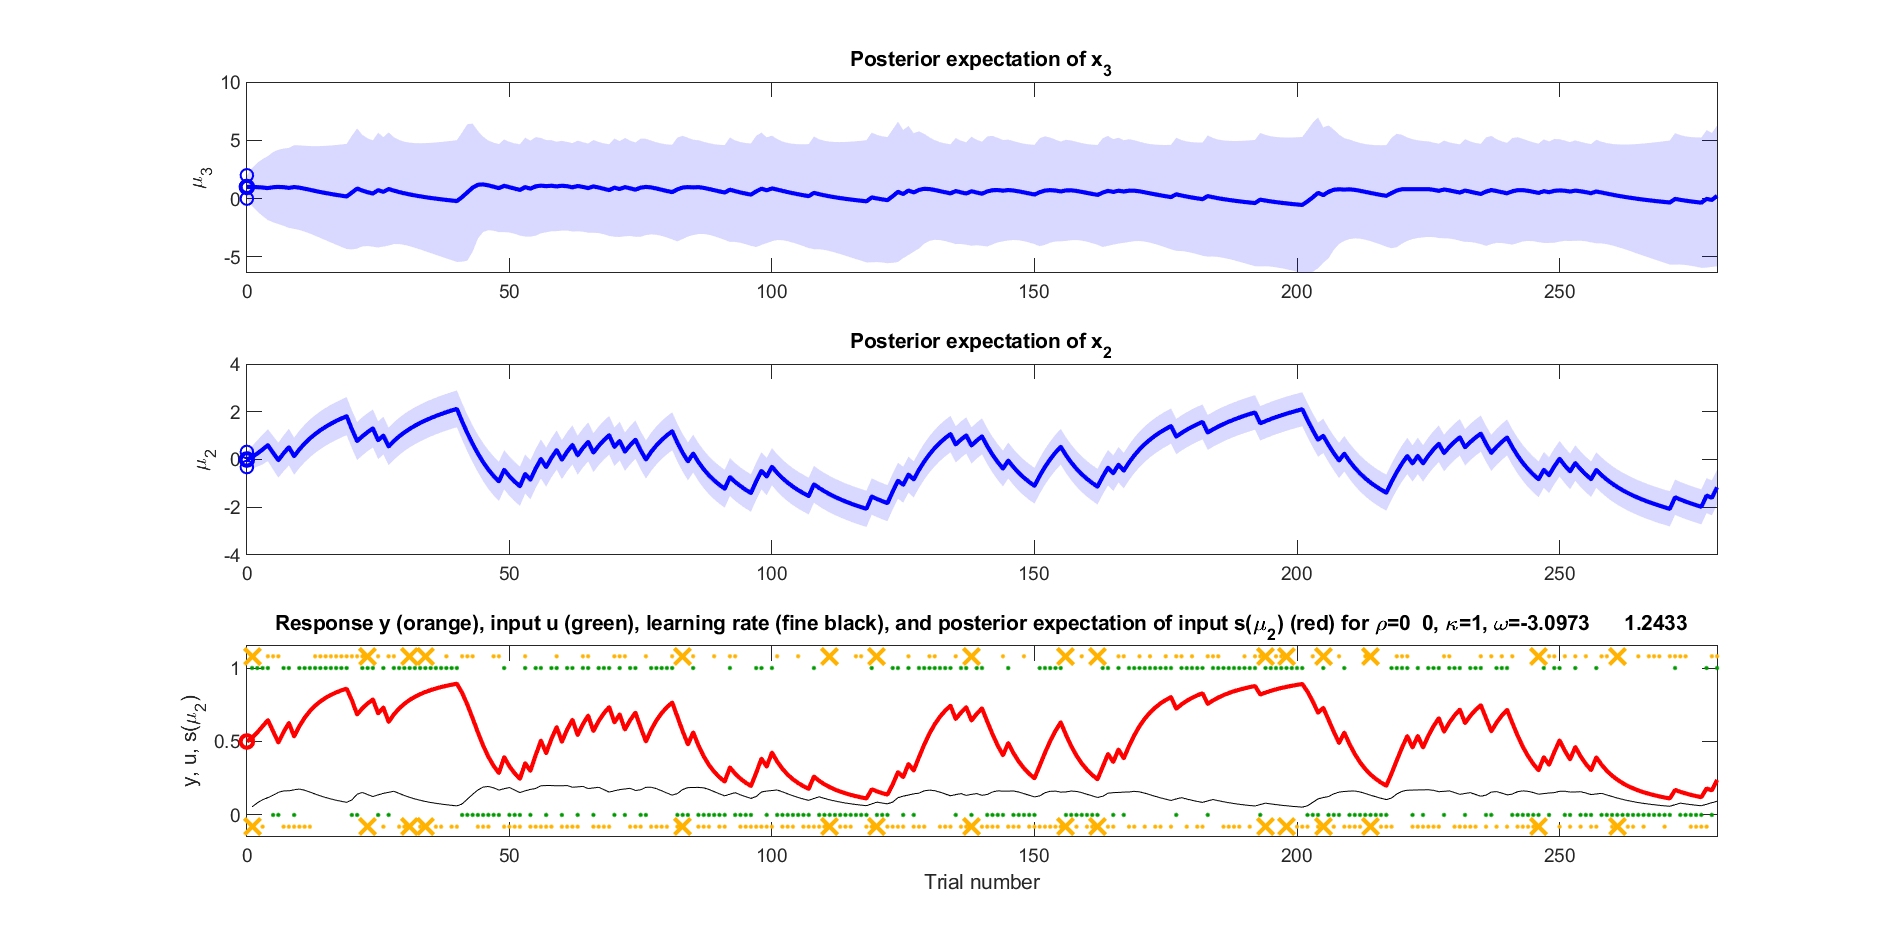 Posterior expectation of x₃
10
5
0
-5
μ₃
0 50 100 150 200 250
Posterior expectation of x₂
4
2
0
-2
-4
μ₂
0 50 100 150 200 250
Response y (orange), input u (green), learning rate (fine black), and posterior expectation of input s(μ₂) (red) for ρ=0 0, κ=1, ω=-3.0973 1.2433
1
0.5
0
y, u, s(μ₂)
0 50 100 150 200 250
Trial number